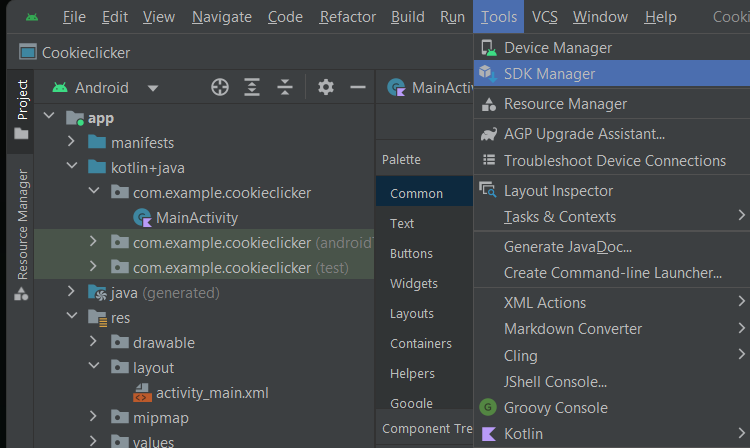 File Edit View Navigate Code Refactor Build Run Tools VCS Window Help Cooki
Cookieclicker
Android
MainActiv
Project
Resource Manager
app
manifests
kotlin+java
com.example.cookieclicker
MainActivity
com.example.cookieclicker (android
com.example.cookieclicker (test)
java (generated)
res
drawable
layout
activity_main.xml
mipmap
values
Palette
Common
Text
Buttons
Widgets
Layouts
Containers
Helpers
Google
Component Tre
Device Manager
SDK Manager
Resource Manager
AGP Upgrade Assistant...
Troubleshoot Device Connections
Layout Inspector
Tasks & Contexts
Generate JavaDoc...
Create Command-line Launcher...
XML Actions
Markdown Converter
Cling
JShell Console...
Groovy Console
Kotlin